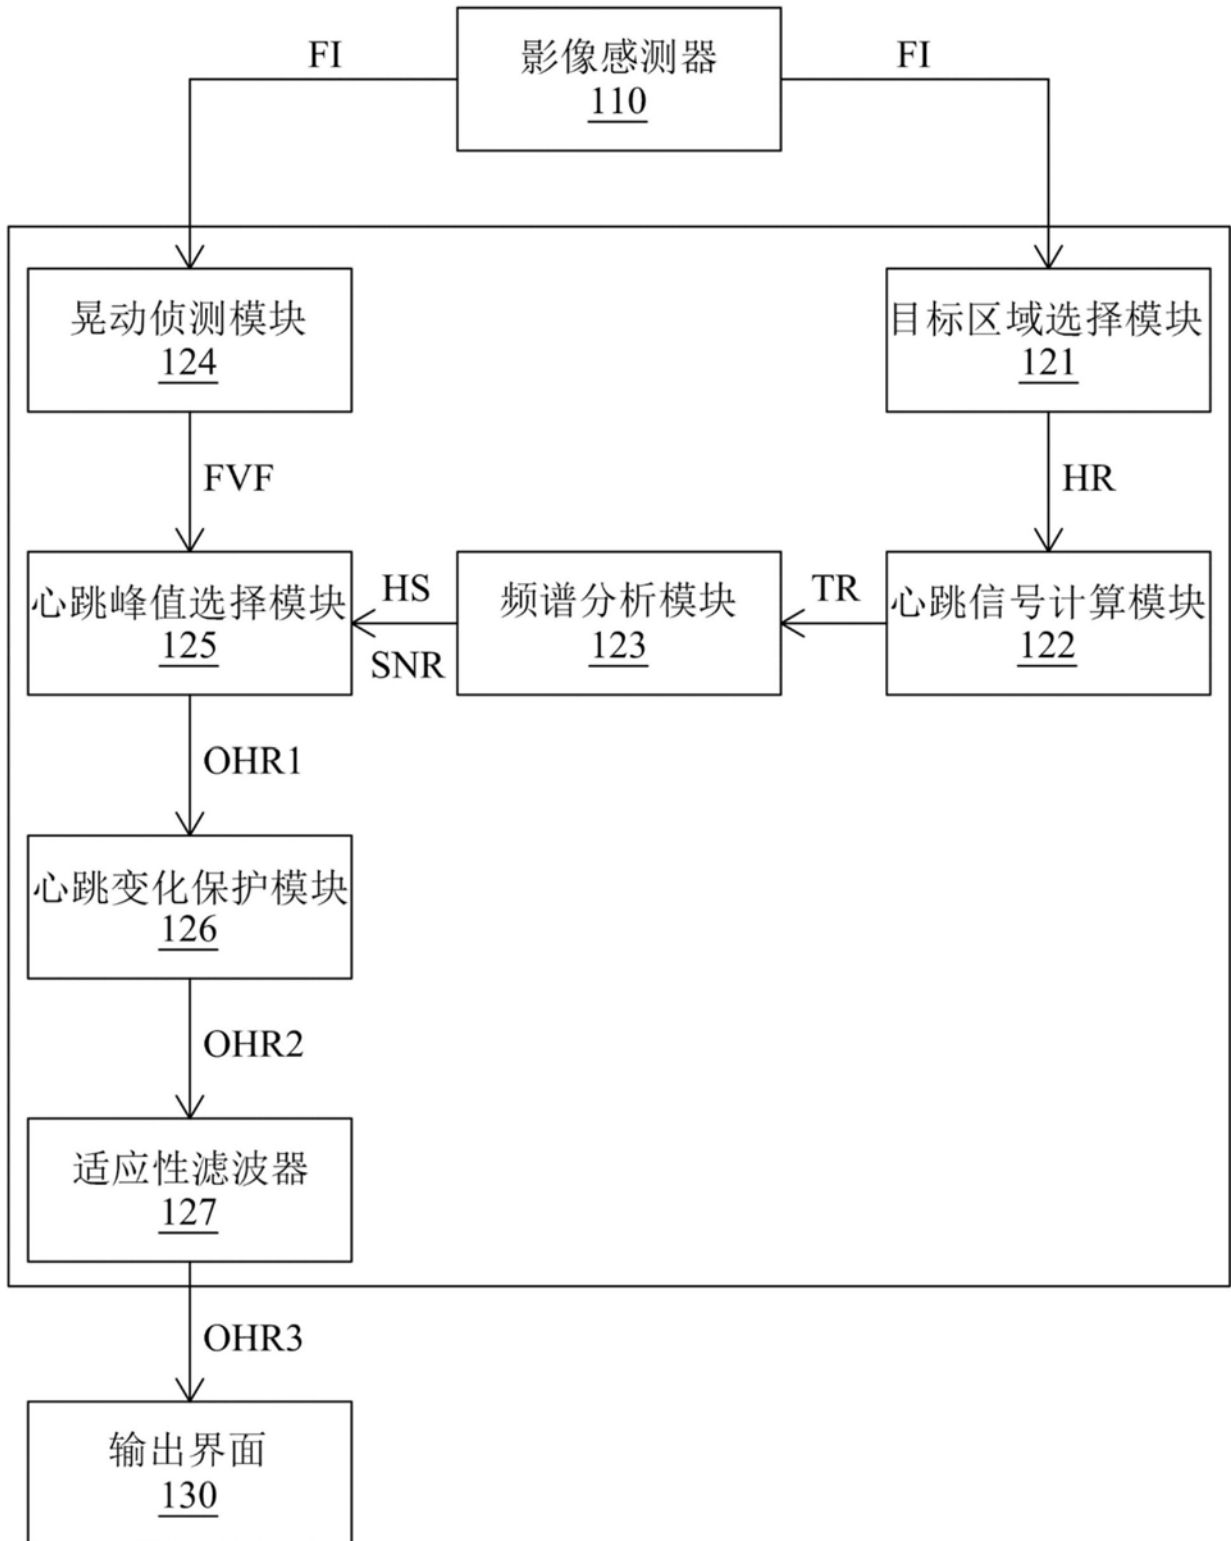 FI
影像感测器
110
FI
晃动侦测模块
124
目标区域选择模块
121
FVF
HR
心跳峰值选择模块
125
HS
SNR
频谱分析模块
123
TR
心跳信号计算模块
122
OHR1
心跳变化保护模块
126
OHR2
适应性滤波器
127
OHR3
输出界面
130